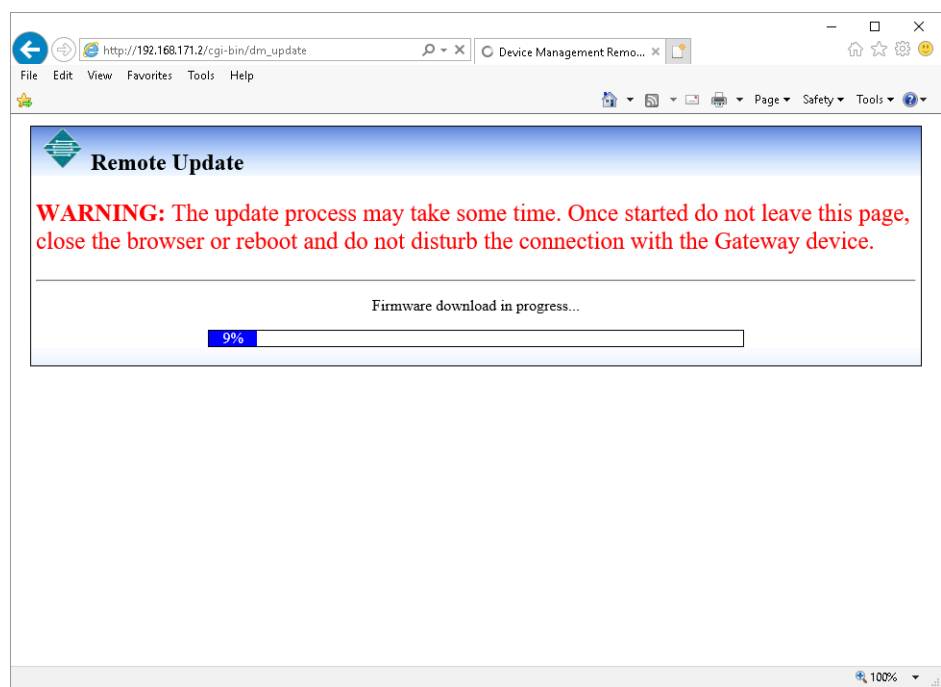 http://192.168.171.2/cgi-bin/dm_update
Device Management Remo...
File Edit View Favorites Tools Help
Page Safety Tools
Remote Update
WARNING: The update process may take some time. Once started do not leave this page,
close the browser or reboot and do not disturb the connection with the Gateway device.
Firmware download in progress...
9%
100%